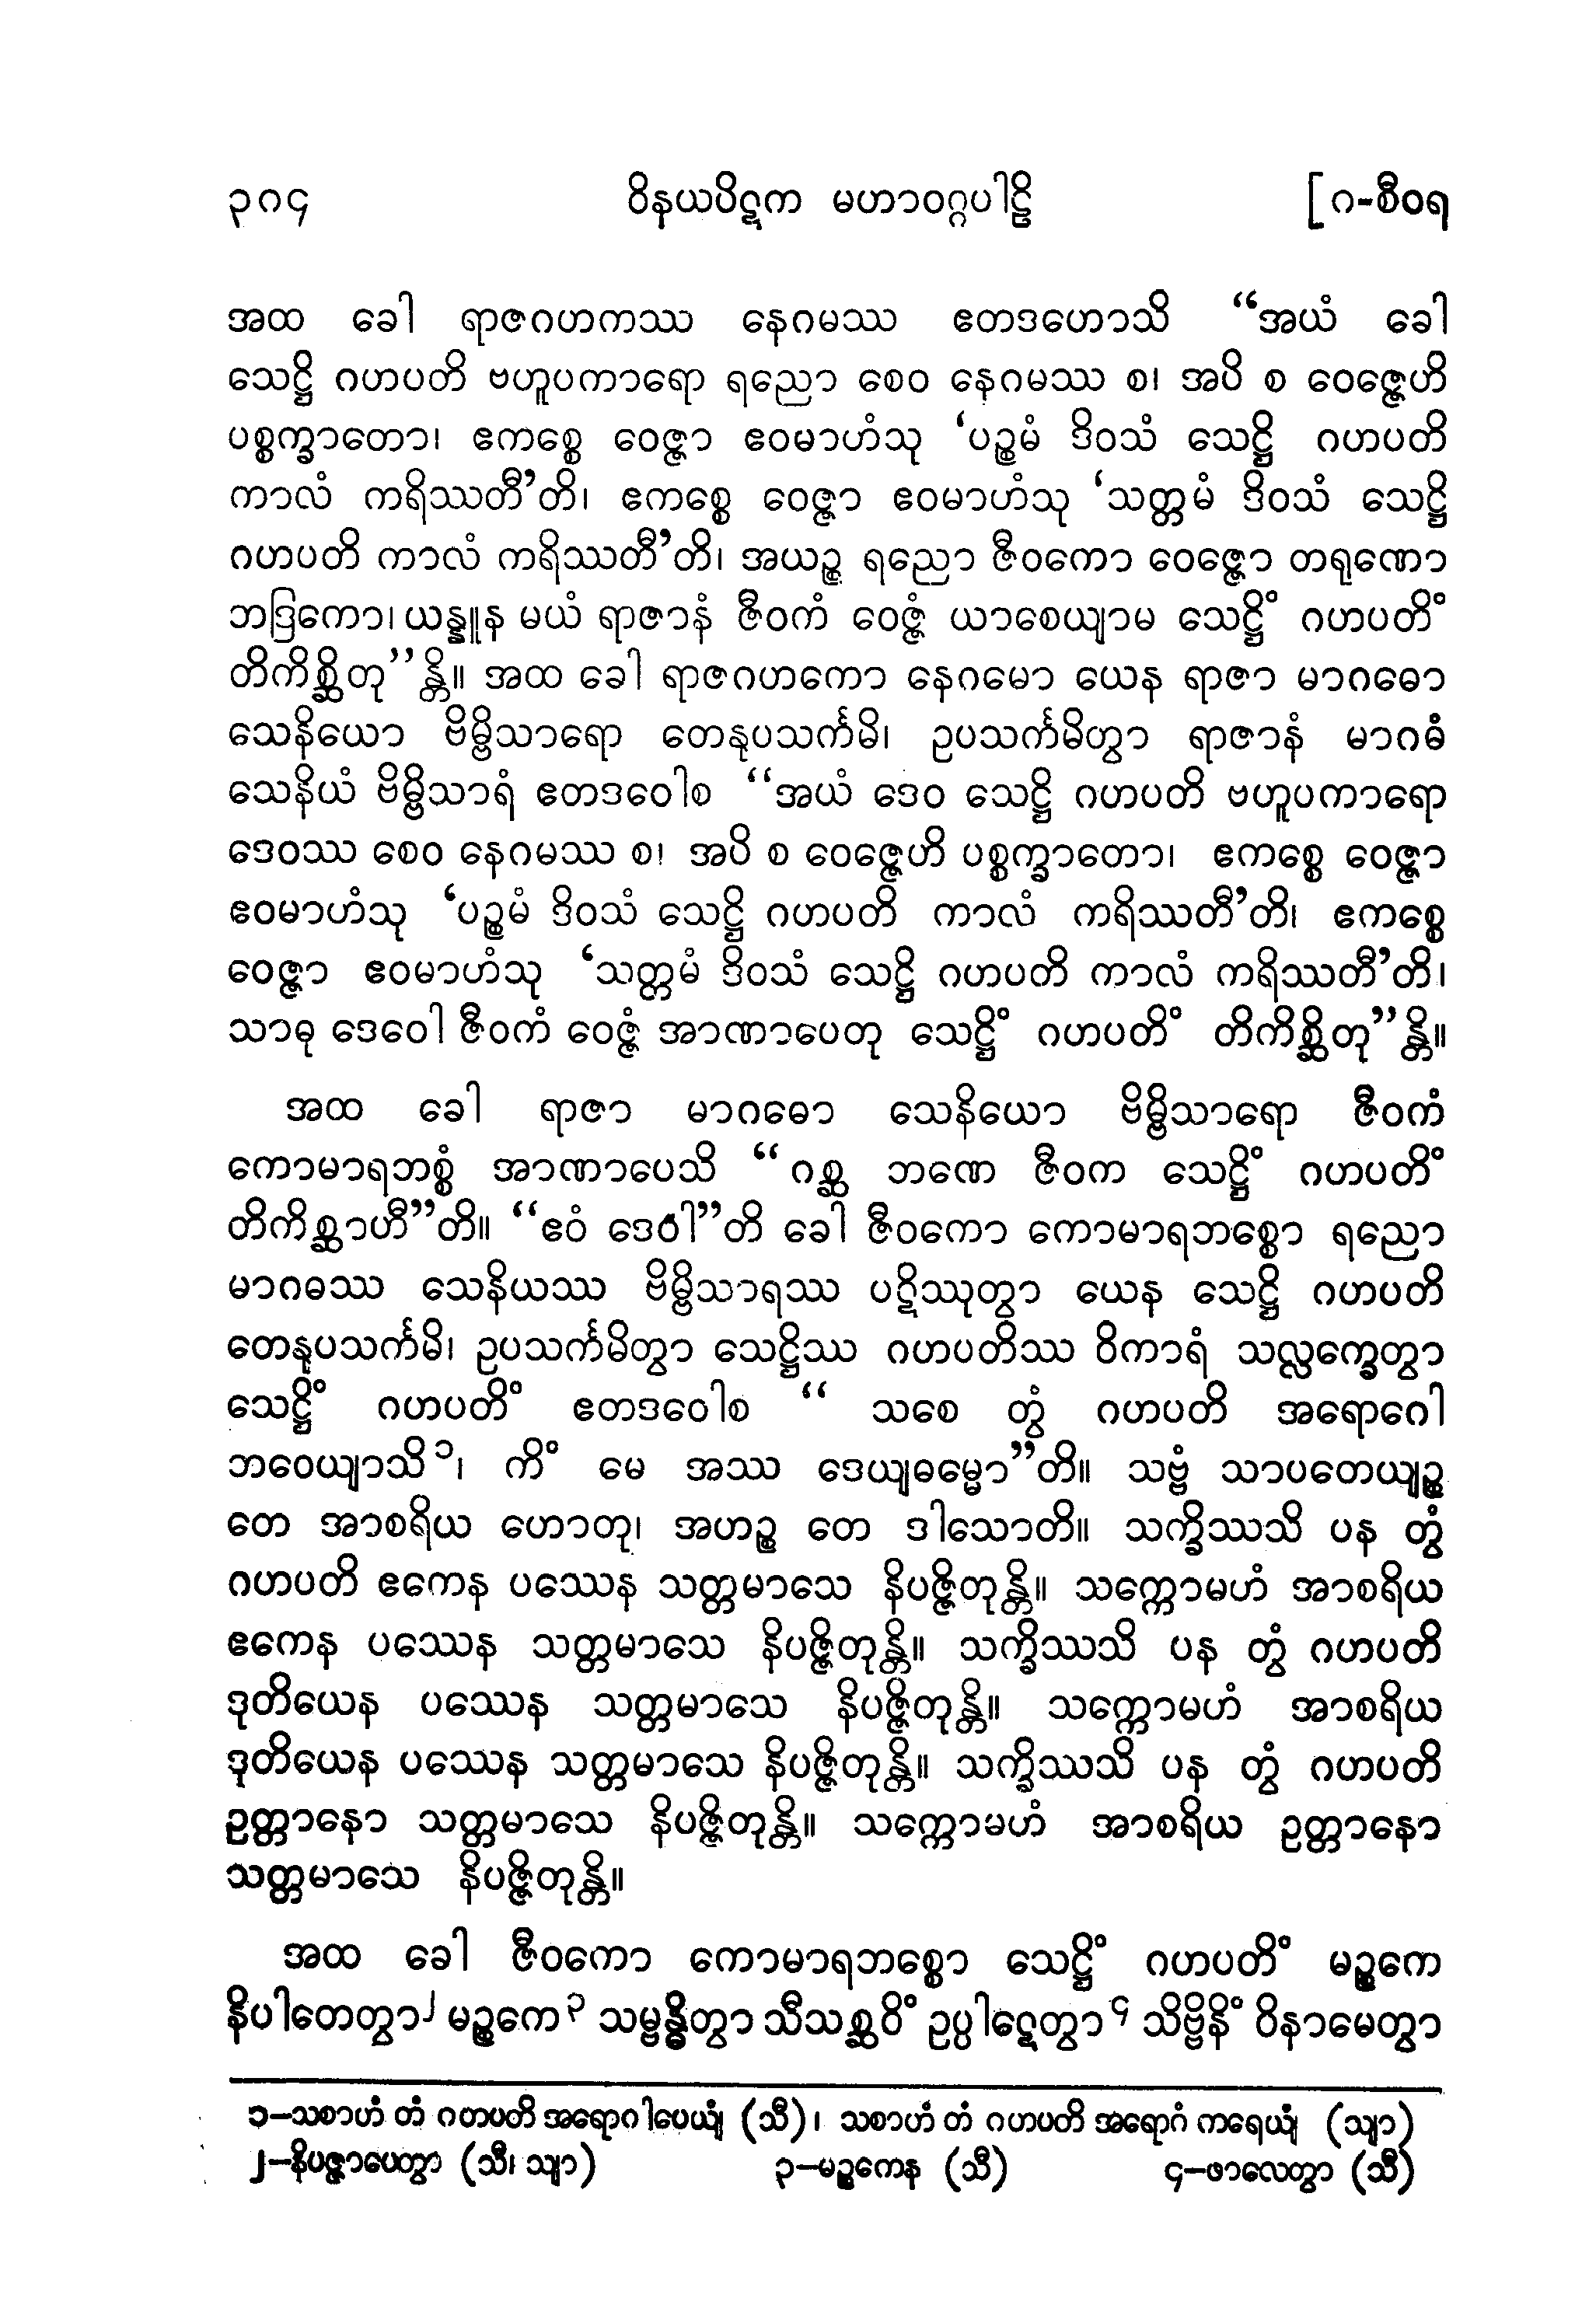 ၃၈၄ ဝိနယပိဋက မဟာဝဂ္ဂပါဠိ [၈-စီဝရ
အထ ခေါ ရာဇဂဟကဿ နေဂမဿ ဧတဒဟောသိ “အယံ ခေါ
သေဋ္ဌိ ဂဟပတိ ဗဟူပကာရော ရညော စေဝ နေဂမဿ စ၊ အပိ စ ဝေဇ္ဇေဟိ
ပစ္စက္ခာတော၊ ဧကစ္စေ ဝေဇ္ဇာ ဧဝမာဟံသု ‘ပဉ္စမံ ဒိဝသံ သေဋ္ဌိ ဂဟပတိ
ကာလံ ကရိဿတီ’တိ၊ ဧကစ္စေ ဝေဇ္ဇာ ဧဝမာဟံသု ‘သတ္တမံ ဒိဝသံ သေဋ္ဌိ
ဂဟပတိ ကာလံ ကရိဿတီ’တိ၊ အယဉ္စ ရညော ဇီဝကော ဝေဇ္ဇော တရုဏော
ဘဒြကော၊ ယန္နူန မယံ ရာဇာနံ ဇီဝကံ ဝေဇ္ဇံ ယာစေယျာမ သေဋ္ဌိံ ဂဟပတိံ
တိကိစ္ဆိတု”န္တိ။ အထ ခေါ ရာဇဂဟကော နေဂမော ယေန ရာဇာ မာဂဓော
သေနိယော ဗိမ္ဗိသာရော တေနုပသင်္ကမိ၊ ဥပသင်္ကမိတွာ ရာဇာနံ မာဂဓံ
သေနိယံ ဗိမ္ဗိသာရံ ဧတဒဝေါစ “အယံ ဒေဝ သေဋ္ဌိ ဂဟပတိ ဗဟူပကာရော
ဒေဝဿ စေဝ နေဂမဿ စ၊ အပိ စ ဝေဇ္ဇေဟိ ပစ္စက္ခာတော၊ ဧကစ္စေ ဝေဇ္ဇာ
ဧဝမာဟံသု ‘ပဉ္စမံ ဒိဝသံ သေဋ္ဌိ ဂဟပတိ ကာလံ ကရိဿတီ’တိ၊ ဧကစ္စေ
ဝေဇ္ဇာ ဧဝမာဟံသု ‘သတ္တမံ ဒိဝသံ သေဋ္ဌိ ဂဟပတိ ကာလံ ကရိဿတီ’တိ၊
သာဓု ဒေဝေါ ဇီဝကံ ဝေဇ္ဇံ အာဏာပေတု သေဋ္ဌိံ ဂဟပတိံ တိကိစ္ဆိတု”န္တိ။
အထ ခေါ ရာဇာ မာဂဓော သေနိယော ဗိမ္ဗိသာရော ဇီဝကံ
ကောမာရဘစ္စံ အာဏာပေသိ “ဂစ္ဆ ဘဏေ ဇီဝက သေဋ္ဌိံ ဂဟပတိံ
တိကိစ္ဆာဟီ”တိ။ “ဧဝံ ဒေဝါ”တိ ခေါ ဇီဝကော ကောမာရဘစ္စော ရညော
မာဂဓဿ သေနိယဿ ဗိမ္ဗိသာရဿ ပဋိဿုတွာ ယေန သေဋ္ဌိ ဂဟပတိ
တေနုပသင်္ကမိ၊ ဥပသင်္ကမိတွာ သေဋ္ဌိဿ ဂဟပတိဿ ဝိကာရံ သလ္လက္ခေတွာ
သေဋ္ဌိံ ဂဟပတိံ ဧတဒဝေါစ “ သစေ တွံ ဂဟပတိ အရောဂေါ
ဘဝေယျာသိ၁၊ ကိံ မေ အဿ ဒေယျဓမ္မော”တိ။ သဗ္ဗံ သာပတေယျဉ္စ
တေ အာစရိယ ဟောတု၊ အဟဉ္စ တေ ဒါသောတိ။ သက္ခိဿသိ ပန တွံ
ဂဟပတိ ဧကေန ပဿေန သတ္တမာသေ နိပဇ္ဇိတုန္တိ။ သက္ကောမဟံ အာစရိယ
ဧကေန ပဿေန သတ္တမာသေ နိပဇ္ဇိတုန္တိ။ သက္ခိဿသိ ပန တွံ ဂဟပတိ
ဒုတိယေန ပဿေန သတ္တမာသေ နိပဇ္ဇိတုန္တိ။ သက္ကောမဟံ အာစရိယ
ဒုတိယေန ပဿေန သတ္တမာသေ နိပဇ္ဇိတုန္တိ။ သက္ခိဿသိ ပန တွံ ဂဟပတိ
ဥတ္တာနော သတ္တမာသေ နိပဇ္ဇိတုန္တိ။ သက္ကောမဟံ အာစရိယ ဥတ္တာနော
သတ္တမာသေ နိပဇ္ဇိတုန္တိ။
အထ ခေါ ဇီဝကော ကောမာရဘစ္စော သေဋ္ဌိံ ဂဟပတိံ မဉ္စကေ
နိပါတေတွာ၂ မဉ္စကေ၃ သမ္ဗန္ဓိတွာ သီသစ္ဆဝိံ ဥပ္ပါဋေတွာ၄ သိဗ္ဗိနိံ ဝိနာမေတွာ
၁–သစာဟံ တံ ဂဟပတိ အရောဂါပေယျံ (သီ)၊ သစာဟံ တံ ဂဟပတိ အရောဂံ ကရေယျံ (သျာ)
၂–နိပဇ္ဇာပေတွာ (သီ၊ သျာ) ၃–မဉ္စကေန (သီ) ၄–ဖာလေတွာ (သီ)